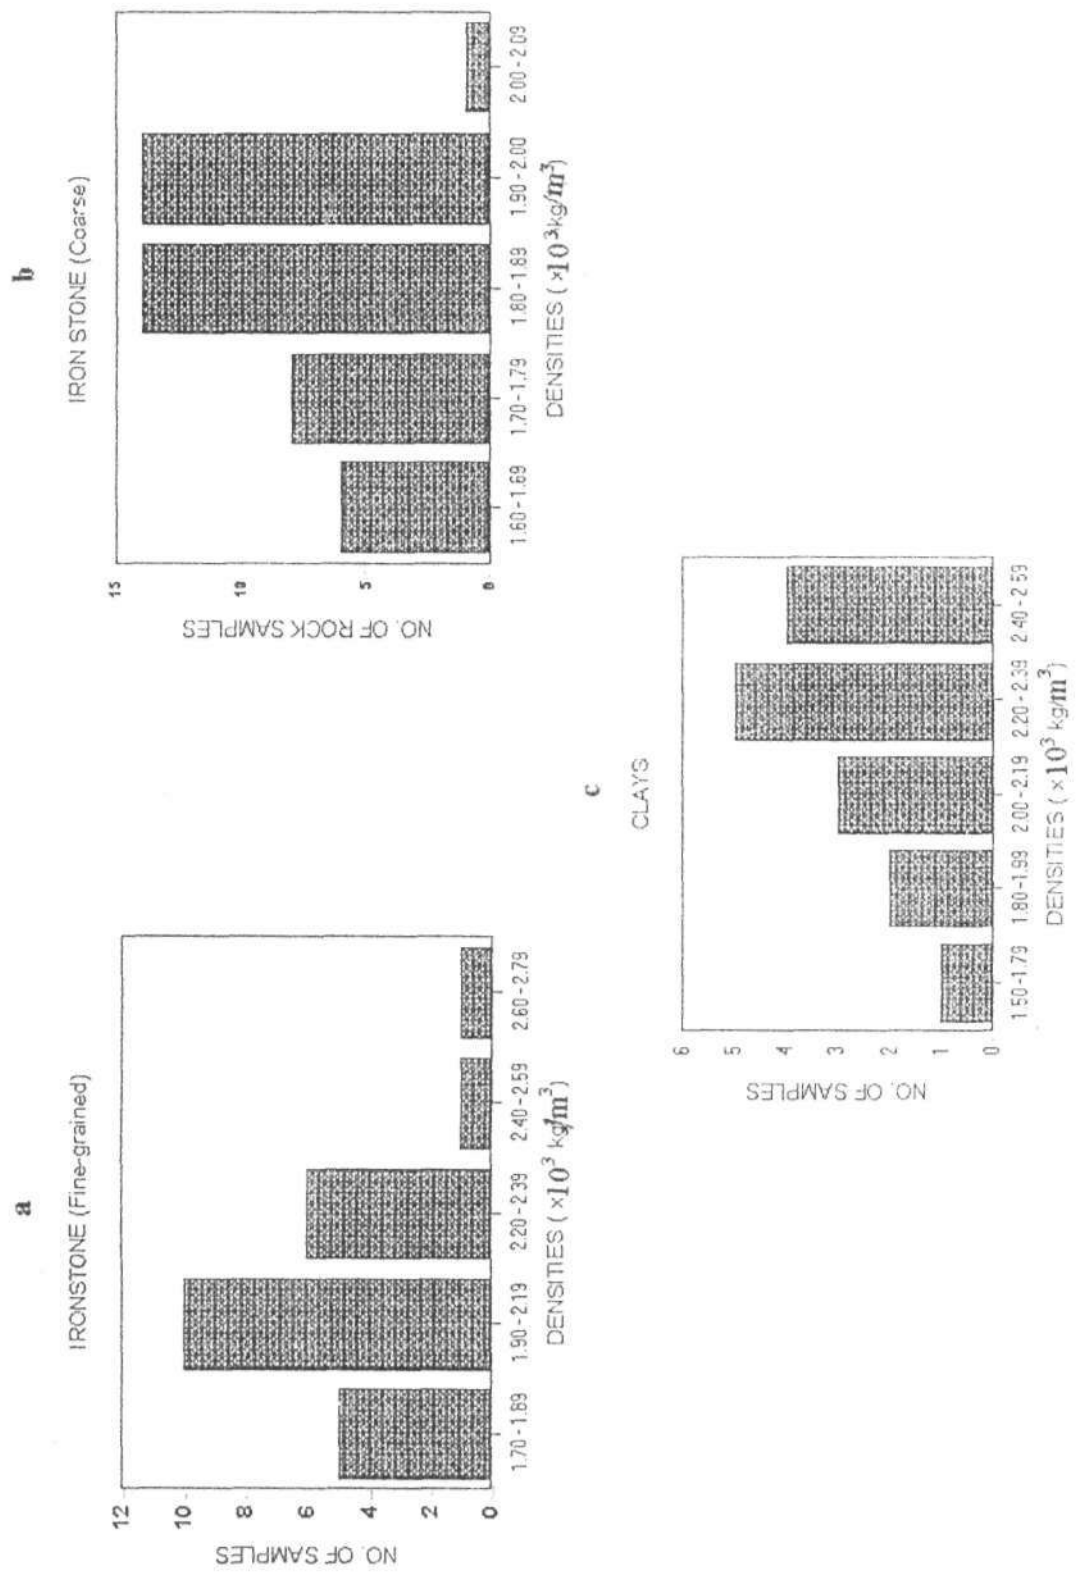 a
IRONSTONE (Fine-grained)
NO. OF SAMPLES
12
10
8
6
4
2
0
1.70-1.89 1.90-2.19 2.20-2.39 2.40-2.59 2.60-2.79
DENSITIES ( x10³ kg/m³)
b
IRON STONE (Coarse)
NO. OF ROCK SAMPLES
15
10
5
0
1.60-1.69 1.70-1.79 1.80-1.89 1.90-2.00 2.00-2.09
DENSITIES ( x10³kg/m³)
c
CLAYS
NO. OF SAMPLES
6
5
4
3
2
1
0
1.50-1.79 1.80-1.99 2.00-2.19 2.20-2.39 2.40-2.59
DENSITIES ( x10³ kg/m³)